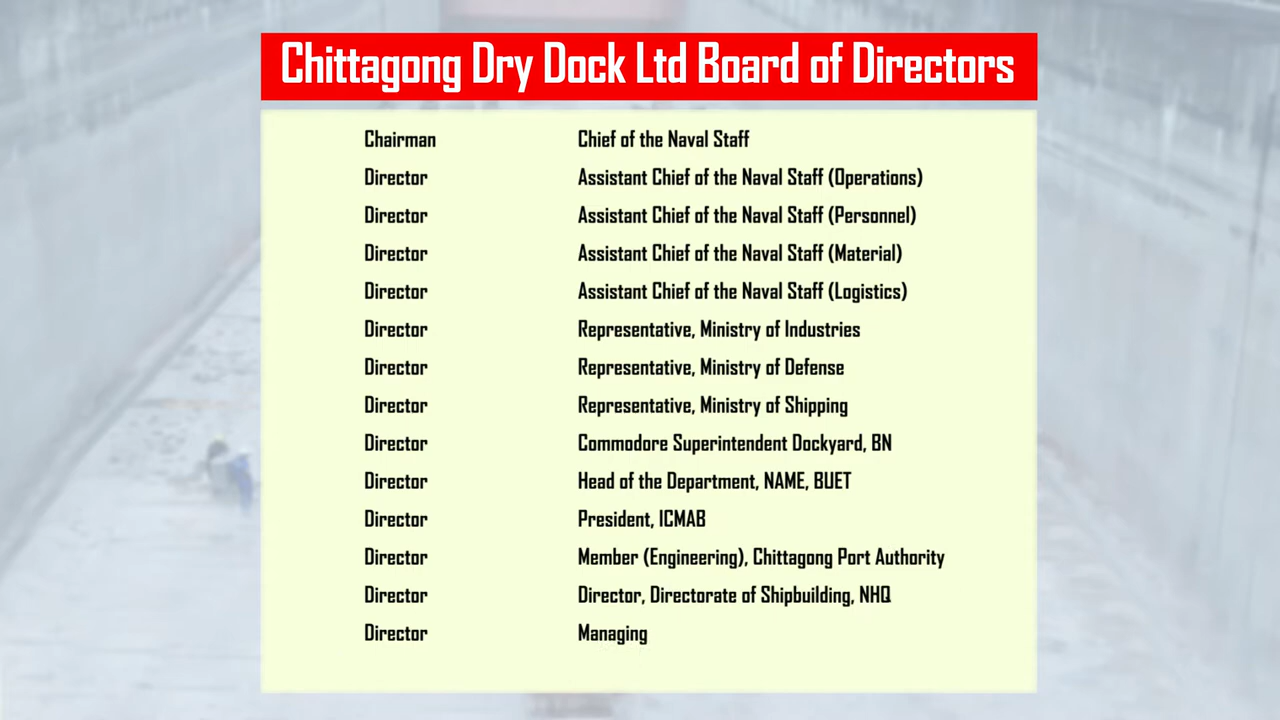 Chittagong Dry Dock Ltd Board of Directors
Chairman Chief of the Naval Staff
Director Assistant Chief of the Naval Staff (Operations)
Director Assistant Chief of the Naval Staff (Personnel)
Director Assistant Chief of the Naval Staff (Material)
Director Assistant Chief of the Naval Staff (Logistics)
Director Representative, Ministry of Industries
Director Representative, Ministry of Defense
Director Representative, Ministry of Shipping
Director Commodore Superintendent Dockyard, BN
Director Head of the Department, NAME, BUET
Director President, ICMAB
Director Member (Engineering), Chittagong Port Authority
Director Director, Directorate of Shipbuilding, NHQ
Director Managing